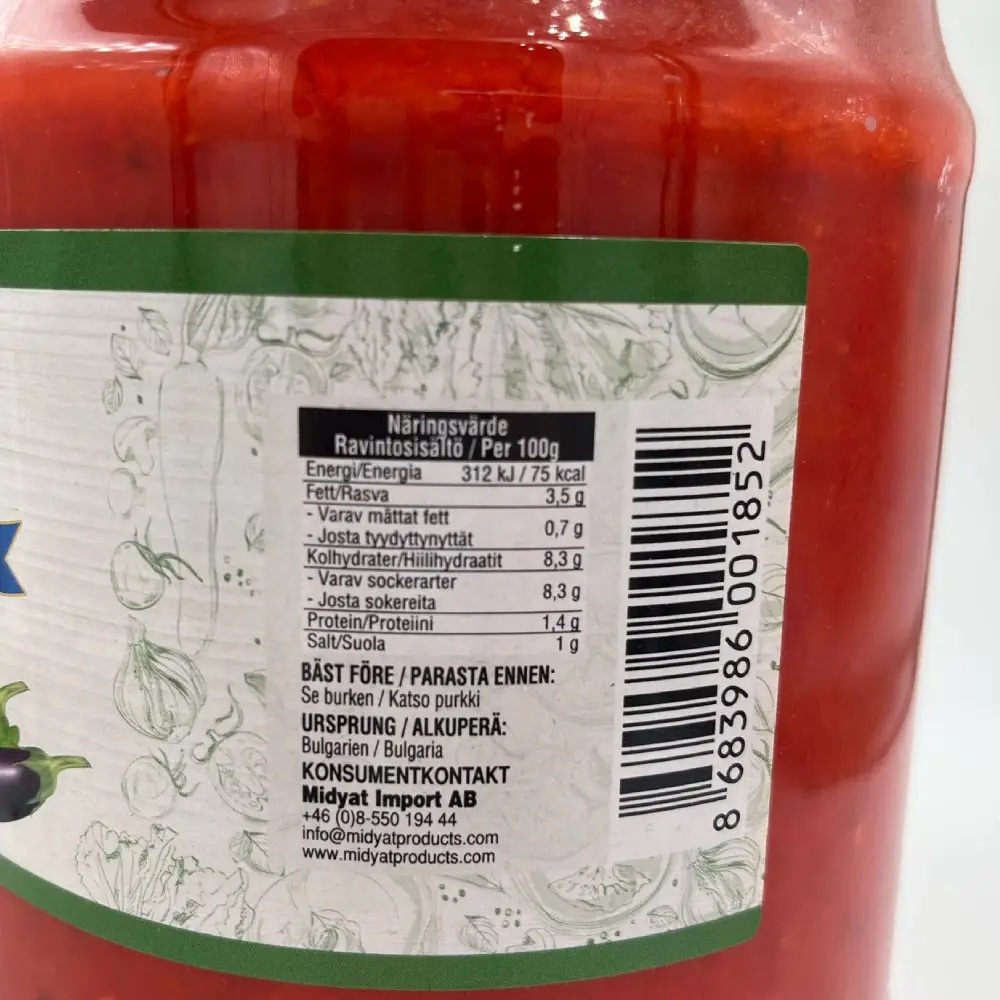 Näringsvärde
Ravintosisältö / Per 100g
Energi/Energia 312 kJ / 75 kcal
Fett/Rasva 3,5 g
- Varav mättat fett
- Josta tyydyttynyttät 0,7 g
Kolhydrater/Hiilihydraatit 8,3 g
- Varav sockerarter
- Josta sokereita 8,3 g
Protein/Proteiini 1,4 g
Salt/Suola 1 g
BÄST FÖRE / PARASTA ENNEN:
Se burken / Katso purkki
URSPRUNG / ALKUPERÄ:
Bulgarien / Bulgaria
KONSUMENTKONTAKT
Midyat Import AB
+46 (0)8-550 194 44
info@midyatproducts.com
www.midyatproducts.com
8 683986 001852